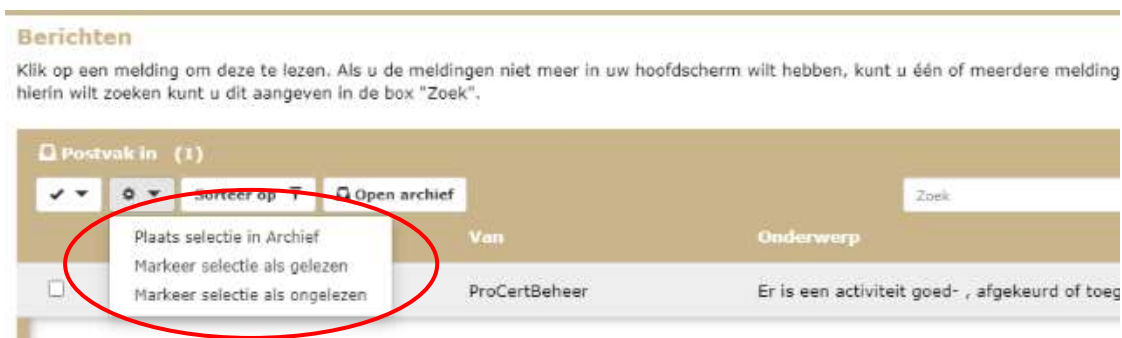 Berichten
Klik op een melding om deze te lezen. Als u de meldingen niet meer in uw hoofdscherm wilt hebben, kunt u één of meerdere melding
hierin wilt zoeken kunt u dit aangeven in de box "Zoek".
Postvak in (1)
Sorteer op Open archief Zoek
Plaats selectie in Archief Van Onderwerp
Markeer selectie als gelezen
Markeer selectie als ongelezen ProCertBeheer Er is een activiteit goed- , afgekeurd of toeg